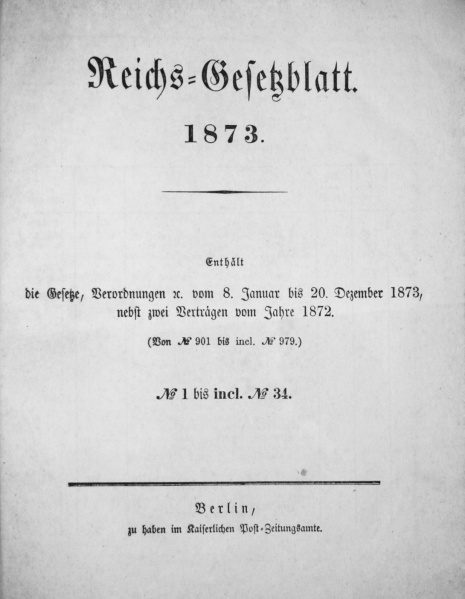 Reichs-Gesetzblatt.
1873.
Enthält
die Gesetze, Verordnungen ꝛc. vom 8. Januar bis 20. Dezember 1873,
nebst zwei Verträgen vom Jahre 1872.
(Von № 901 bis incl. № 979.)
№ 1 bis incl. № 34.
Berlin,
zu haben im Kaiserlichen Post-Zeitungsamte.